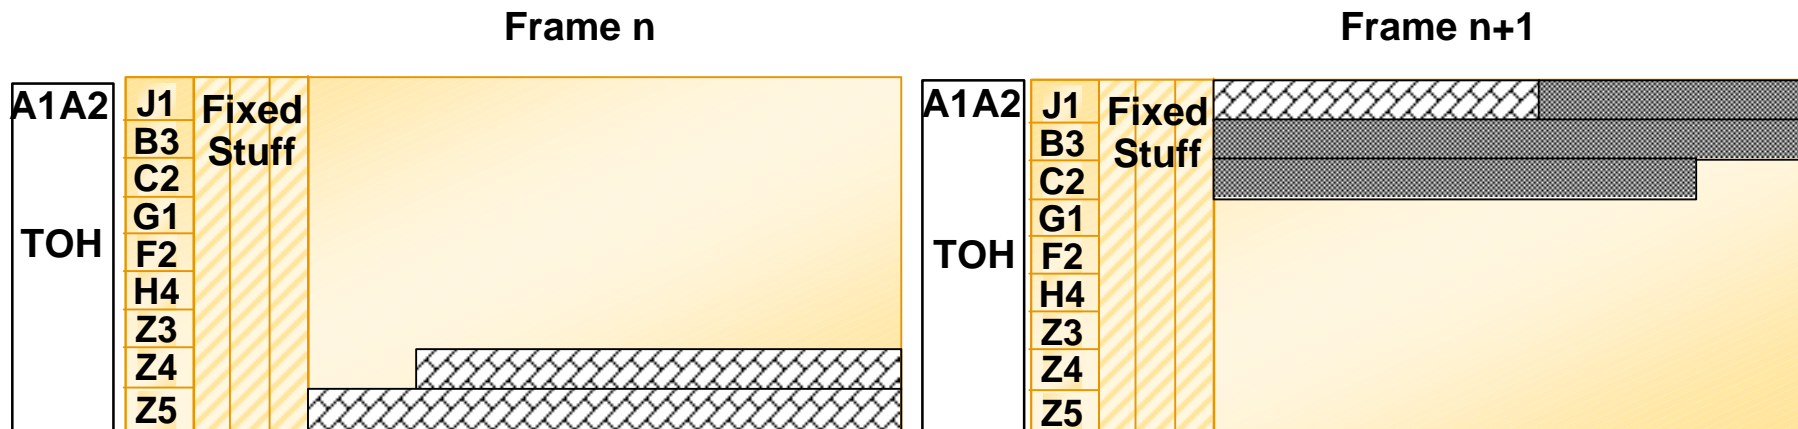 Frame n
Frame n+1
A1A2
J1
Fixed
Stuff
B3
C2
G1
TOH
F2
H4
Z3
Z4
Z5
A1A2
J1
Fixed
Stuff
B3
C2
G1
TOH
F2
H4
Z3
Z4
Z5